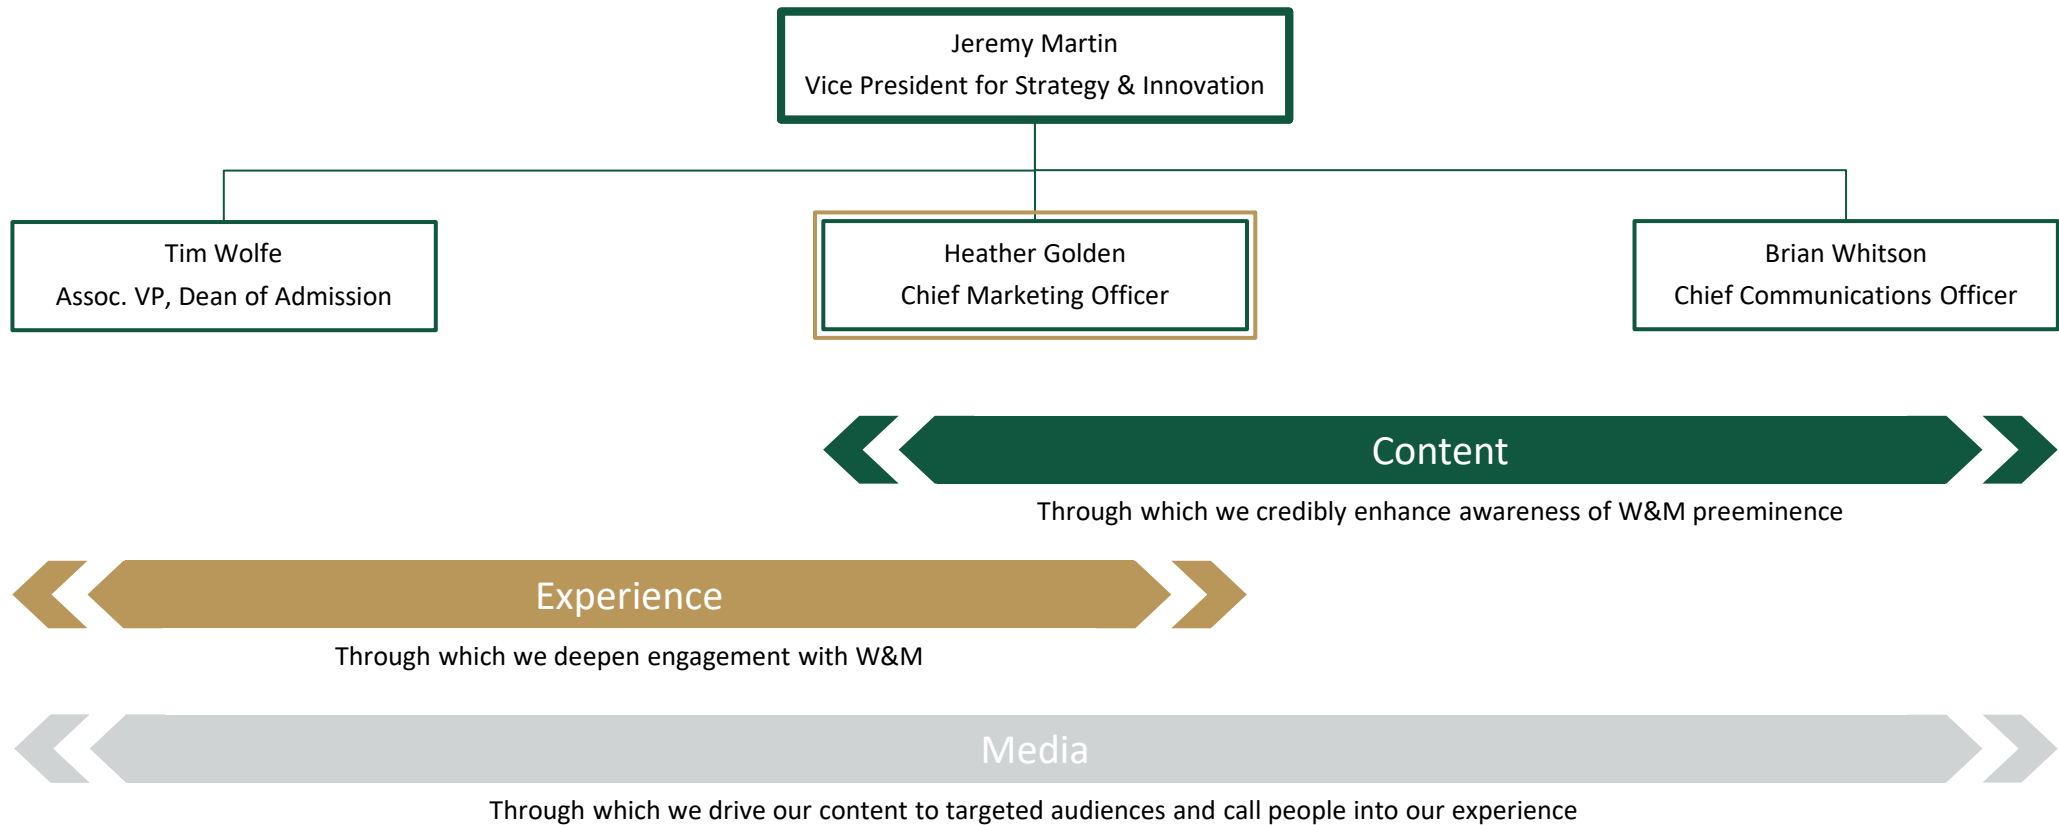 Jeremy Martin
Vice President for Strategy & Innovation
Tim Wolfe
Assoc. VP, Dean of Admission
Heather Golden
Chief Marketing Officer
Brian Whitson
Chief Communications Officer
Content
Through which we credibly enhance awareness of W&M preeminence
Experience
Through which we deepen engagement with W&M
Media
Through which we drive our content to targeted audiences and call people into our experience